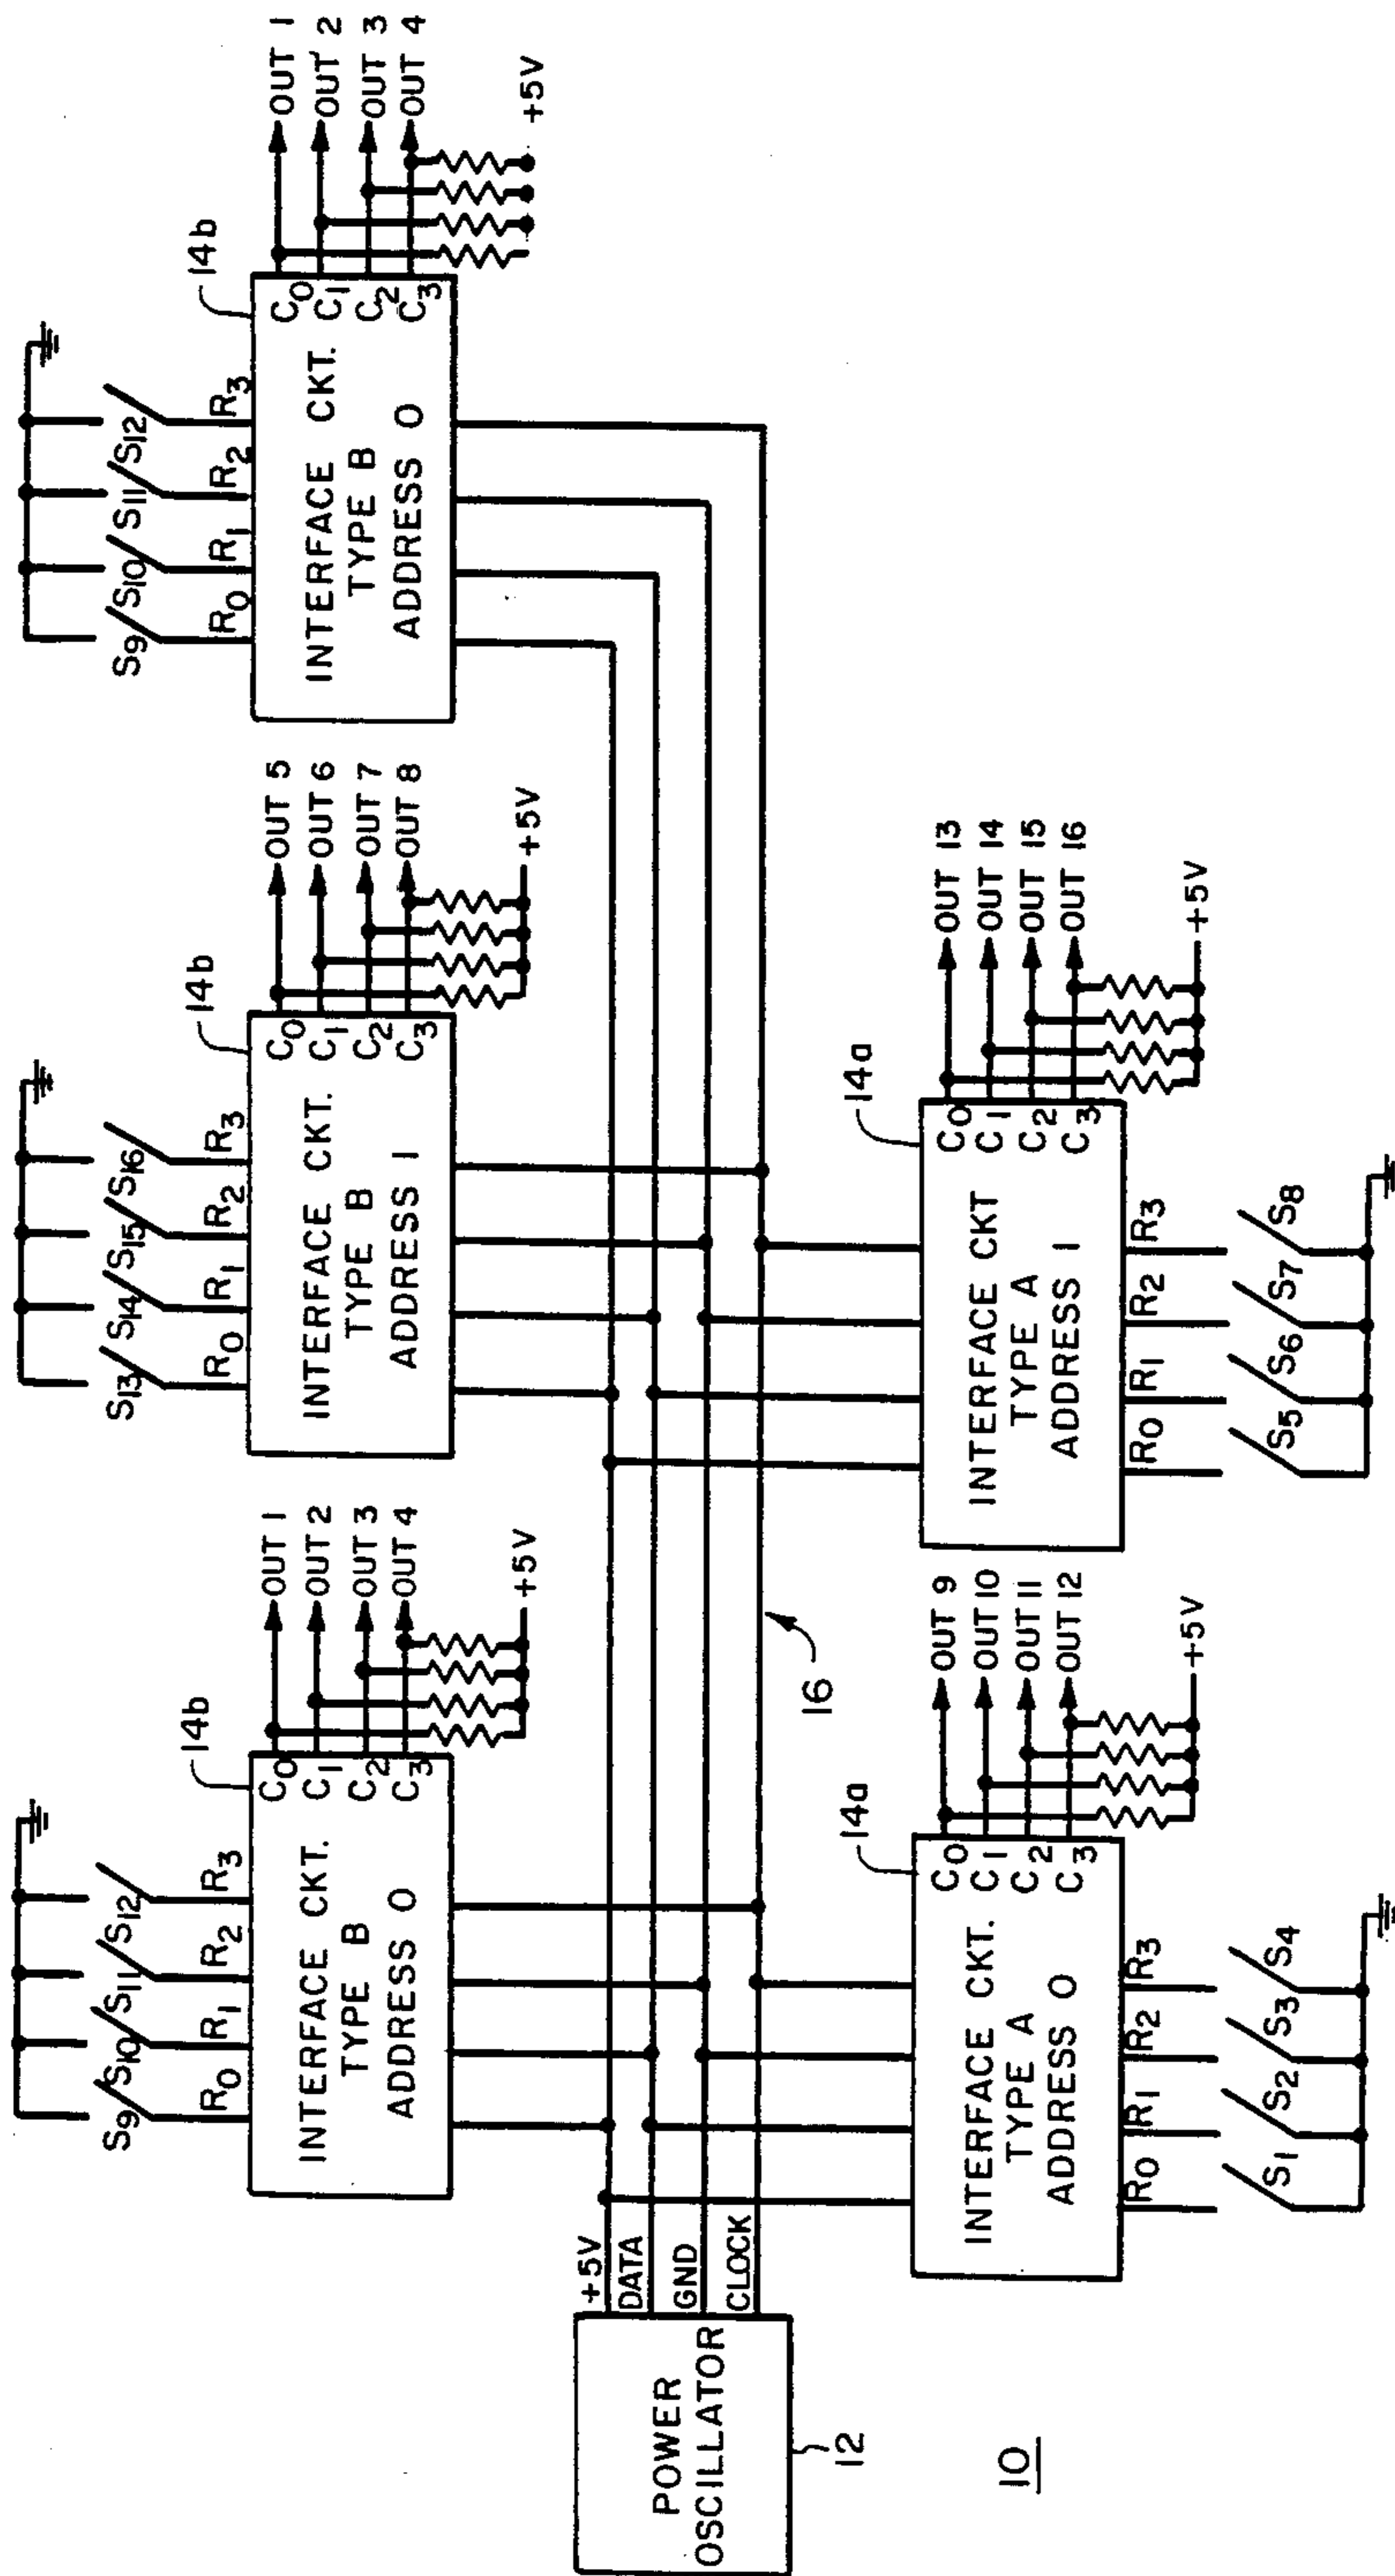 S9 S10 S11 S12
R0 R1 R2 R3
14b
INTERFACE CKT.
TYPE B
ADDRESS 0
C0
C1
C2
C3
OUT 1
OUT 2
OUT 3
OUT 4
+5V
S13 S14 S15 S16
R0 R1 R2 R3
14b
INTERFACE CKT.
TYPE B
ADDRESS 1
C0
C1
C2
C3
OUT 5
OUT 6
OUT 7
OUT 8
+5V
S9 S10 S11 S12
R0 R1 R2 R3
14b
INTERFACE CKT.
TYPE B
ADDRESS 0
C0
C1
C2
C3
OUT 1
OUT 2
OUT 3
OUT 4
+5V
POWER
OSCILLATOR
12
+5V
DATA
GND
CLOCK
16
14a
INTERFACE CKT.
TYPE A
ADDRESS 0
C0
C1
C2
C3
OUT 9
OUT 10
OUT 11
OUT 12
+5V
R0 R1 R2 R3
S1 S2 S3 S4
14a
INTERFACE CKT
TYPE A
ADDRESS 1
C0
C1
C2
C3
OUT 13
OUT 14
OUT 15
OUT 16
+5V
R0 R1 R2 R3
S5 S6 S7 S8
10